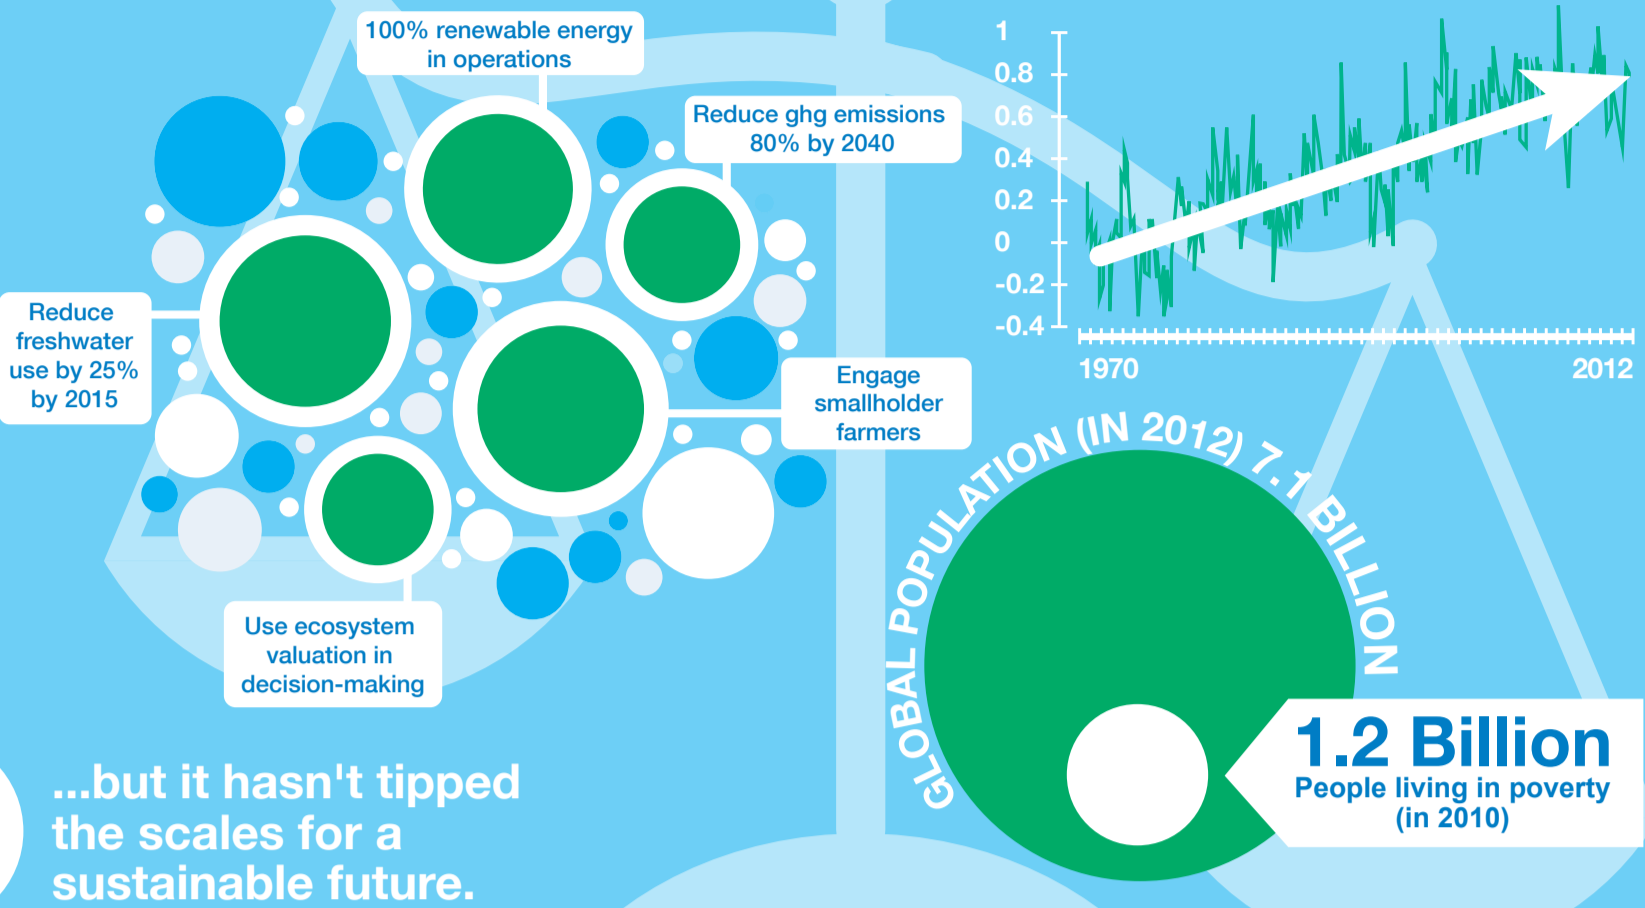 100% renewable energy
in operations
Reduce ghg emissions
80% by 2040
Reduce
freshwater
use by 25%
by 2015
Engage
smallholder
farmers
Use ecosystem
valuation in
decision-making
...but it hasn't tipped
the scales for a
sustainable future.
1
0.8
0.6
0.4
0.2
0
-0.2
-0.4
1970
2012
GLOBAL POPULATION (IN 2012) 7.1 BILLION
1.2 Billion
People living in poverty
(in 2010)